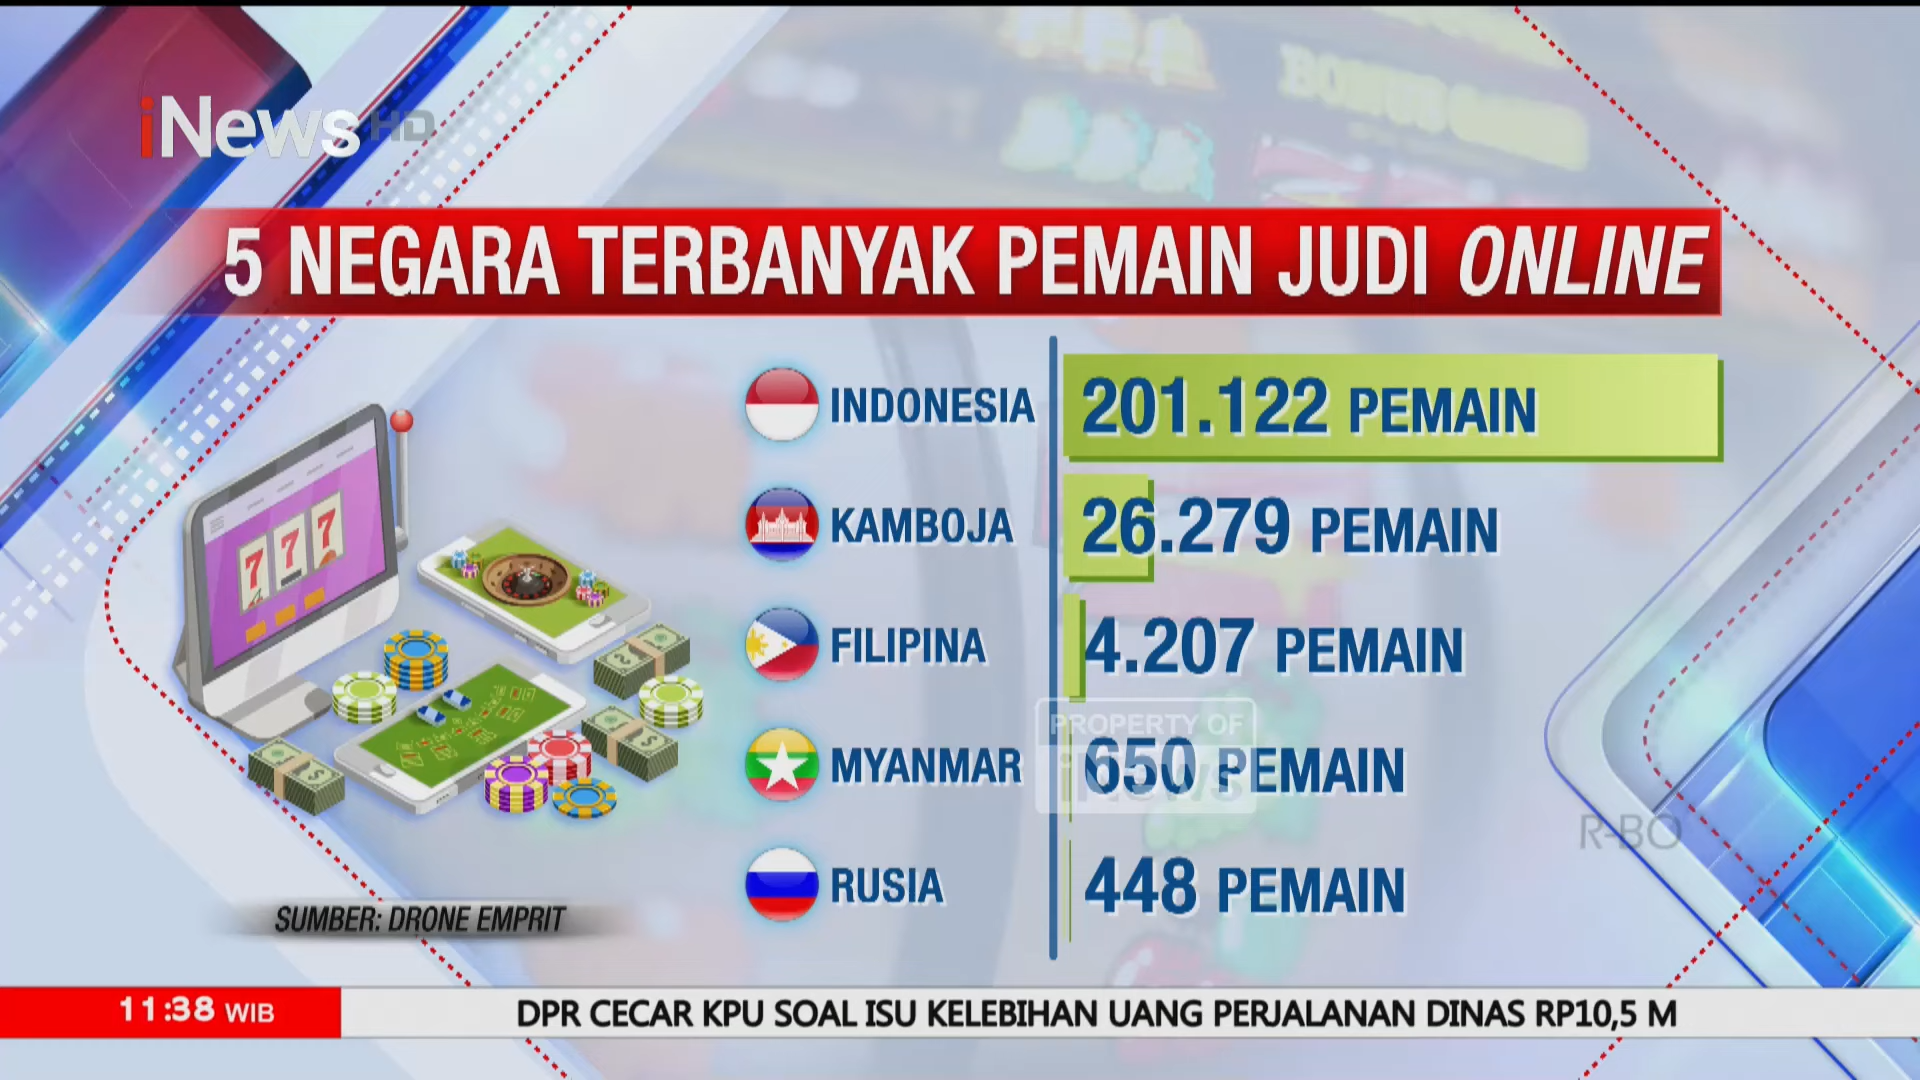 iNews HD
5 NEGARA TERBANYAK PEMAIN JUDI ONLINE
INDONESIA 201.122 PEMAIN
KAMBOJA 26.279 PEMAIN
FILIPINA 4.207 PEMAIN
PROPERTY OF
iNEWS
MYANMAR 650 PEMAIN
R-BO
RUSIA 448 PEMAIN
777
SUMBER: DRONE EMPRIT
11:38 WIB
DPR CECAR KPU SOAL ISU KELEBIHAN UANG PERJALANAN DINAS RP10,5 M